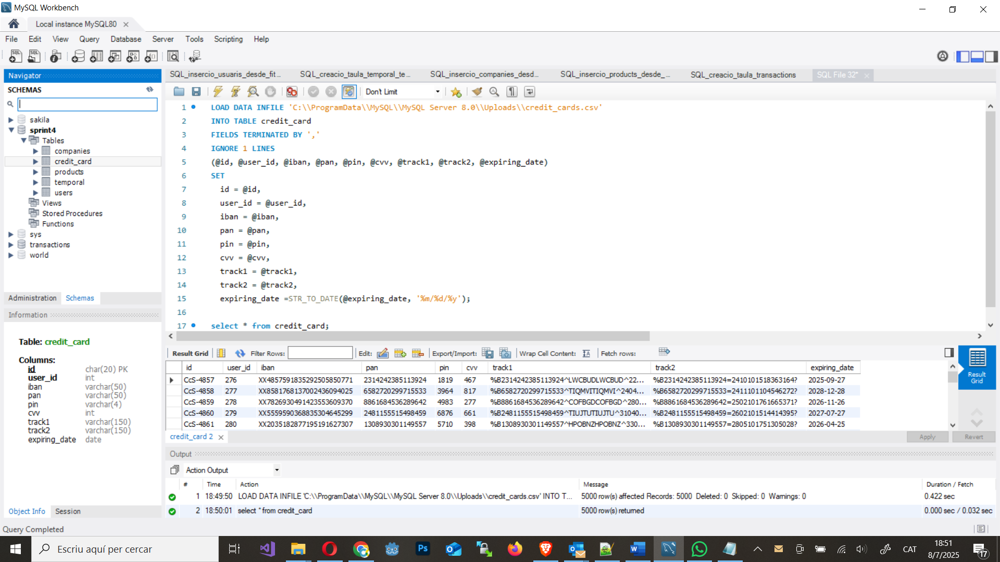 MySQL Workbench
Local instance MySQL80
File Edit View Query Database Server Tools Scripting Help
Navigator
SCHEMAS
sakila
sprint4
Tables
companies
credit_card
products
temporal
users
Views
Stored Procedures
Functions
sys
transactions
world
Administration Schemas
Information
Table: credit_card
Columns:
id char(20) PK
user_id int
iban varchar(50)
pan varchar(50)
pin varchar(4)
cvv int
track1 varchar(150)
track2 varchar(150)
expiring_date date
Object Info Session
SQL_insercio_usuaris_desde_fit... SQL_creacio_taula_temporal_te... SQL_insercio_companies_desd... SQL_insercio_products_desde_... SQL_creacio_taula_transactions SQL File 32*
Don't Limit
1 LOAD DATA INFILE 'C:\\ProgramData\\MySQL\\MySQL Server 8.0\\Uploads\\credit_cards.csv'
2 INTO TABLE credit_card
3 FIELDS TERMINATED BY ','
4 IGNORE 1 LINES
5 (@id, @user_id, @iban, @pan, @pin, @cvv, @track1, @track2, @expiring_date)
6 SET
7 id = @id,
8 user_id = @user_id,
9 iban = @iban,
10 pan = @pan,
11 pin = @pin,
12 cvv = @cvv,
13 track1 = @track1,
14 track2 = @track2,
15 expiring_date =STR_TO_DATE(@expiring_date, '%m/%d/%y');
16
17 select * from credit_card;
Result Grid Filter Rows: Edit: Export/Import: Wrap Cell Content: Fetch rows:
id user_id iban pan pin cvv track1 track2 expiring_date
CcS-4857 276 XX4857591835292505850771 2314242385113924 1819 467 %B2314242385113924^LWCBUDLWCBUD^22... %B2314242385113924=24101015183631​64? 2025-09-27
CcS-4858 277 XX8581768137002436094025 6582720299715533 3964 817 %B6582720299715533^TIQMVITIQMVI^2404... %B6582720299715533=2411101104546272? 2028-12-28
CcS-4859 278 XX7826930491423553609370 8861684536289642 4983 277 %B8861684536289642^COFBGDCOFBGD^280... %B8861684536289642=2502101761665371? 2026-11-26
CcS-4860 279 XX5559590368835304645299 2481155515498459 6876 661 %B2481155515498459^TIUJTUTIUJTU^31040... %B2481155515498459=2602101514414395? 2027-07-27
CcS-4861 280 XX2035182877195191627307 1308930301149557 5710 398 %B1308930301149557^HPOBNZHPOBNZ^330... %B1308930301149557=2805101751305028? 2026-04-25
Result
Grid
credit_card 2
Apply Revert
Output
Action Output
# Time Action Message Duration / Fetch
1 18:49:50 LOAD DATA INFILE 'C:\\ProgramData\\MySQL\\MySQL Server 8.0\\Uploads\\credit_cards.csv' INTO T... 5000 row(s) affected Records: 5000 Deleted: 0 Skipped: 0 Warnings: 0 0.422 sec
2 18:50:01 select * from credit_card 5000 row(s) returned 0.000 sec / 0.032 sec
Query Completed
Escriu aquí per cercar
CAT
18:51
8/7/2025
17